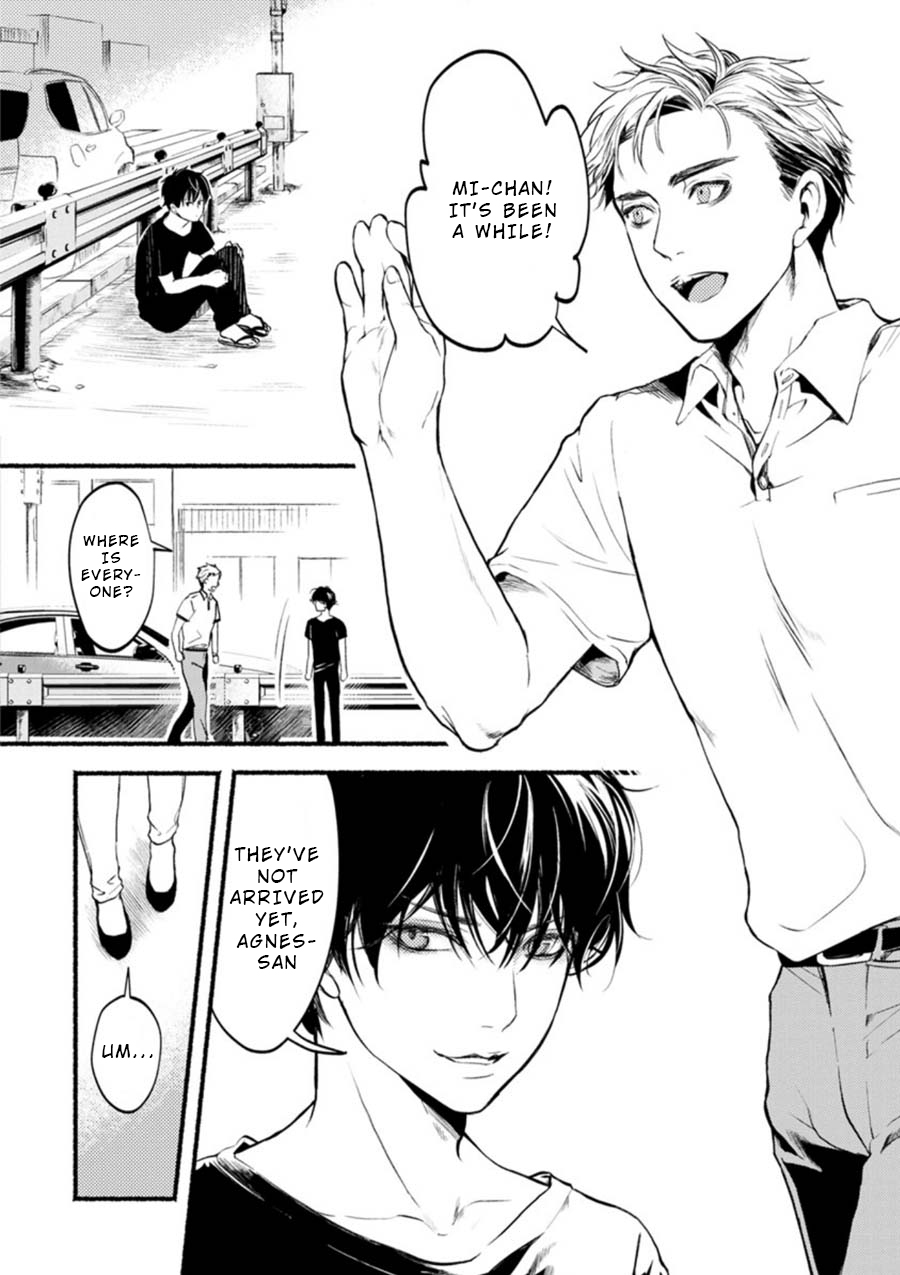 MI-CHAN!
IT'S BEEN
A WHILE!
WHERE
IS
EVERY-
ONE?
THEY'VE
NOT
ARRIVED
YET,
AGNES-
SAN
UM...